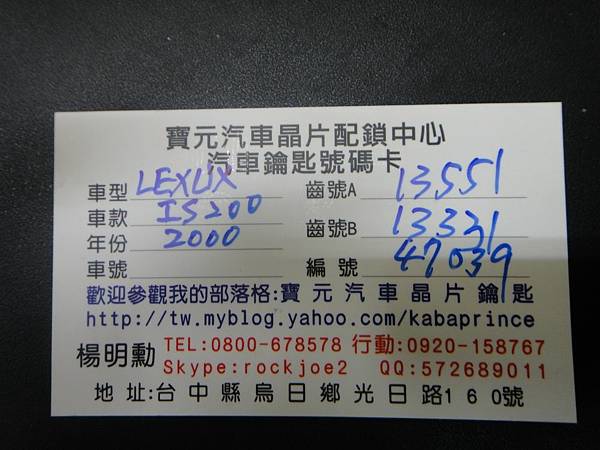 寶元汽車晶片配鎖中心
汽車鑰匙號碼卡
車型 LEXUX 齒號A 13551
車款 IS200 齒號B 13331
年份 2000
車號 編號 47039
歡迎參觀我的部落格:寶元汽車晶片鑰匙
http://tw.myblog.yahoo.com/kabaprince
楊明勳 TEL:0800-678578 行動:0920-158767
Skype:rockjoe2 QQ:572689011
地址:台中縣烏日鄉光日路160號